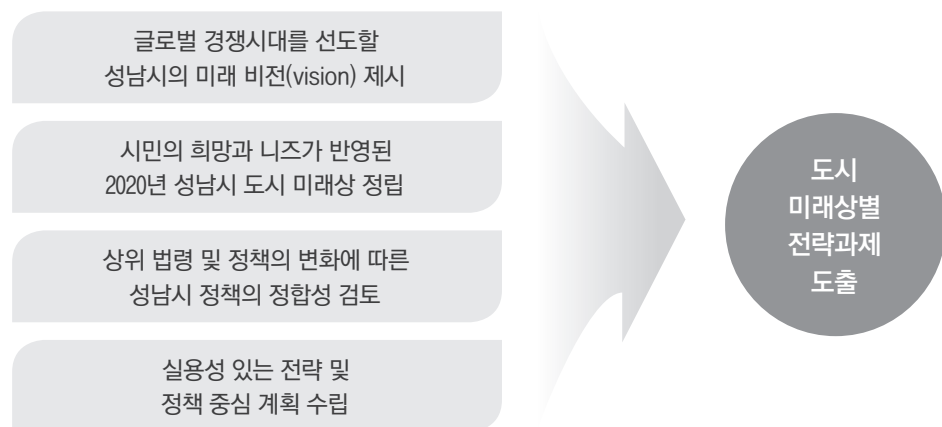 글로벌 경쟁시대를 선도할
성남시의 미래 비전(vision) 제시
시민의 희망과 니즈가 반영된
2020년 성남시 도시 미래상 정립
상위 법령 및 정책의 변화에 따른
성남시 정책의 정합성 검토
실용성 있는 전략 및
정책 중심 계획 수립
도시
미래상별
전략과제
도출